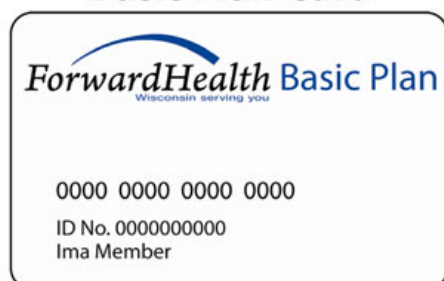 Basic Plan Card
ForwardHealth Basic Plan
Wisconsin serving you
0000 0000 0000 0000
ID No. 0000000000
Ima Member